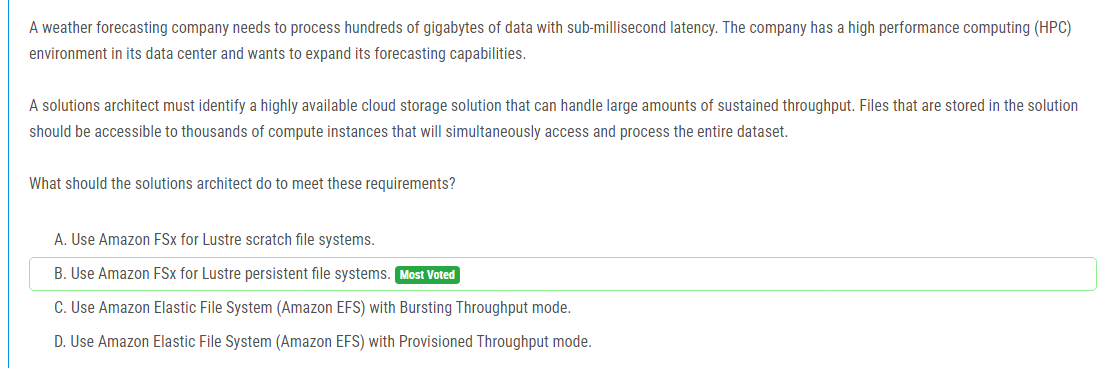 A weather forecasting company needs to process hundreds of gigabytes of data with sub-millisecond latency. The company has a high performance computing (HPC)
environment in its data center and wants to expand its forecasting capabilities.
A solutions architect must identify a highly available cloud storage solution that can handle large amounts of sustained throughput. Files that are stored in the solution
should be accessible to thousands of compute instances that will simultaneously access and process the entire dataset.
What should the solutions architect do to meet these requirements?
A. Use Amazon FSx for Lustre scratch file systems.
B. Use Amazon FSx for Lustre persistent file systems. Most Voted
C. Use Amazon Elastic File System (Amazon EFS) with Bursting Throughput mode.
D. Use Amazon Elastic File System (Amazon EFS) with Provisioned Throughput mode.